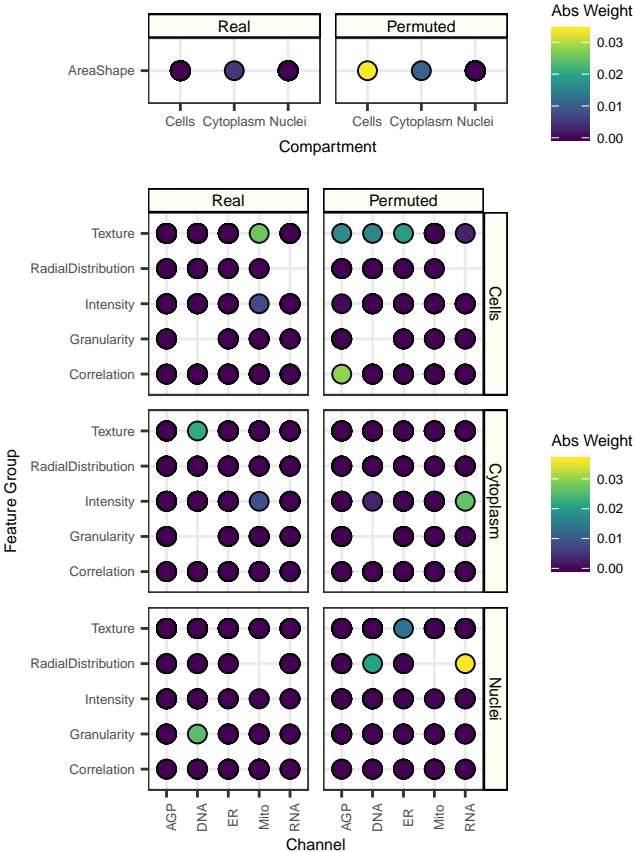 Real
Permuted
Abs Weight
AreaShape
0.03
0.02
0.01
0.00
Cells Cytoplasm Nuclei
Cells Cytoplasm Nuclei
Compartment
Real
Permuted
Texture
RadialDistribution
Intensity
Granularity
Correlation
Cells
Texture
RadialDistribution
Intensity
Granularity
Correlation
Cytoplasm
Texture
RadialDistribution
Intensity
Granularity
Correlation
Nuclei
Feature Group
Abs Weight
0.03
0.02
0.01
0.00
AGP
DNA
ER
Mito
RNA
AGP
DNA
ER
Mito
RNA
Channel